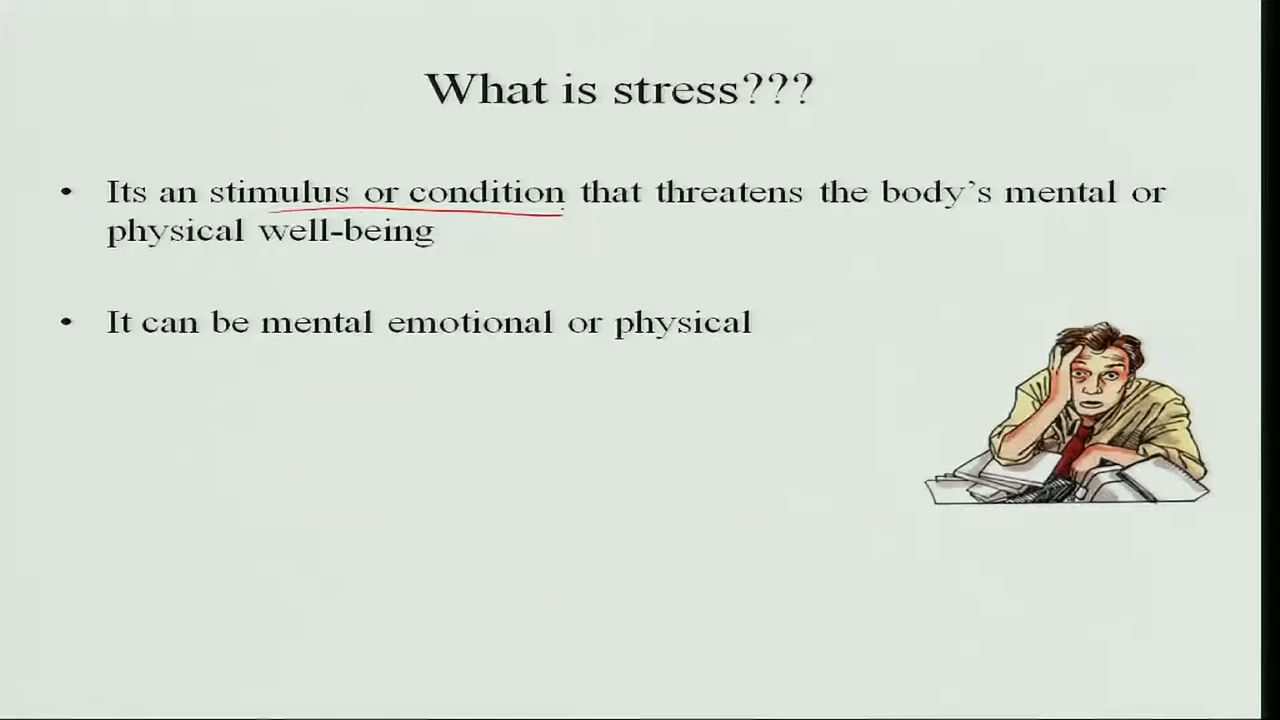 What is stress???
• Its an stimulus or condition that threatens the body's mental or
physical well-being
• It can be mental emotional or physical